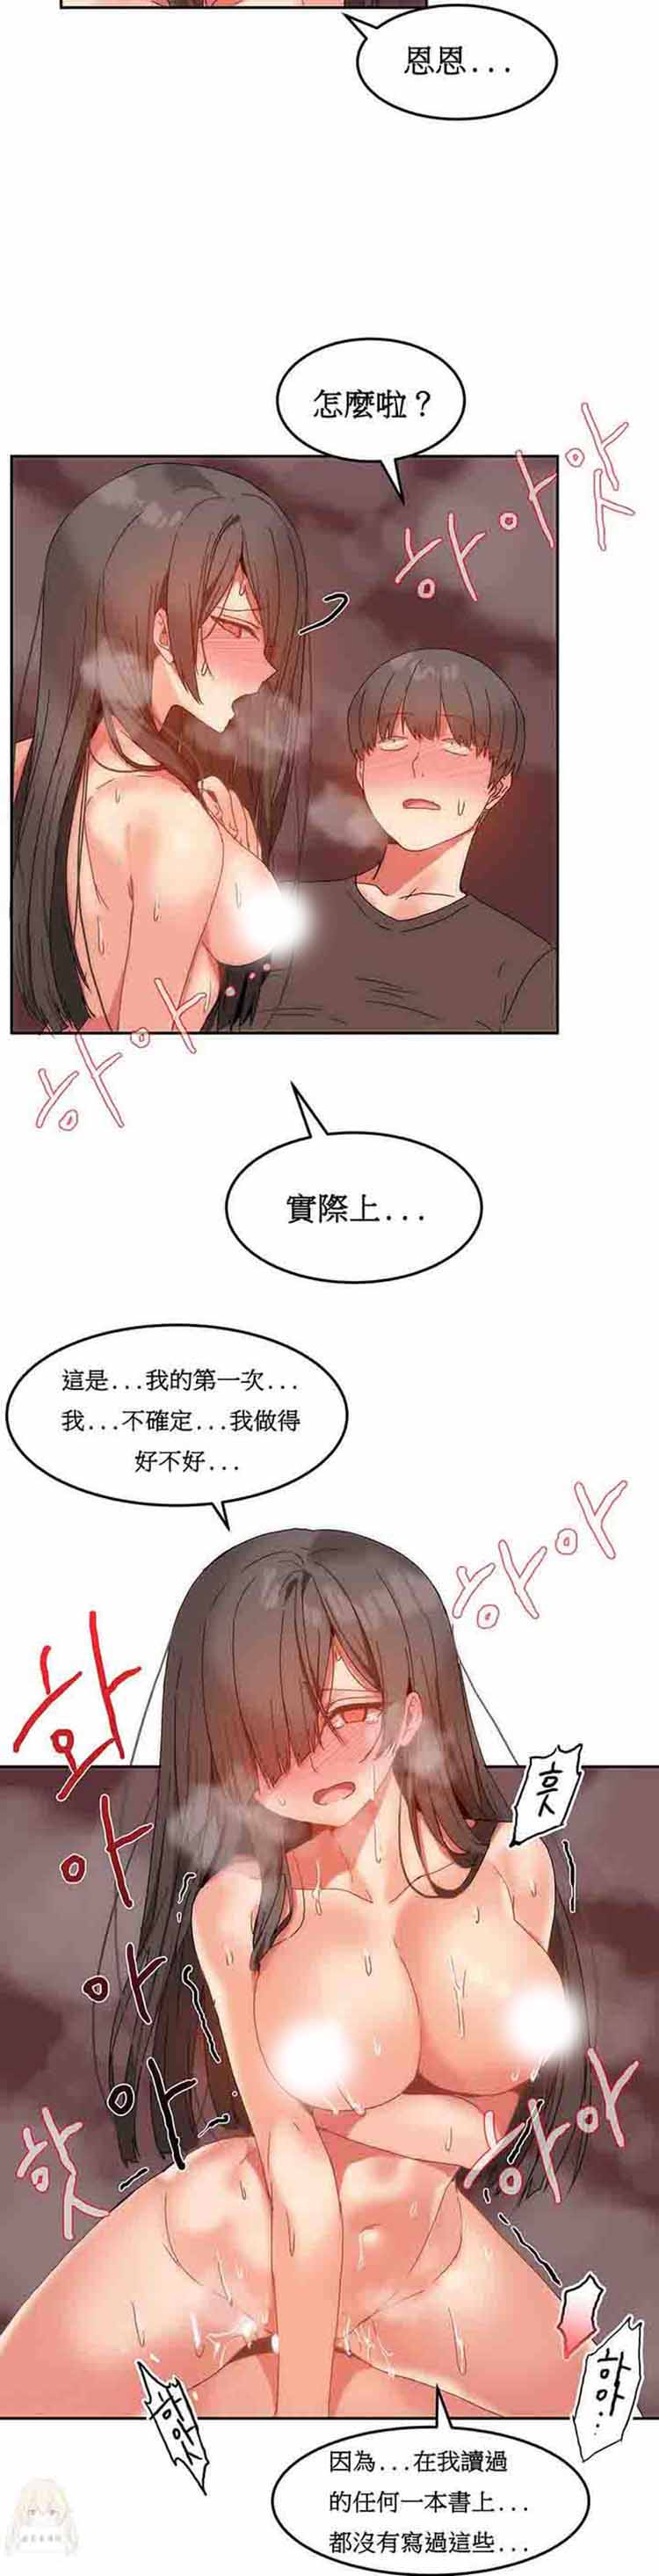 恩恩...
怎麼啦？
하아아
하아
實際上...
這是...我的第一次...
我...不確定...我做得
好不好...
하아아
하아아아
흣
하앗
하아
핫
하아..
因為...在我讀過
的任何一本書上...
都沒有寫過這些...